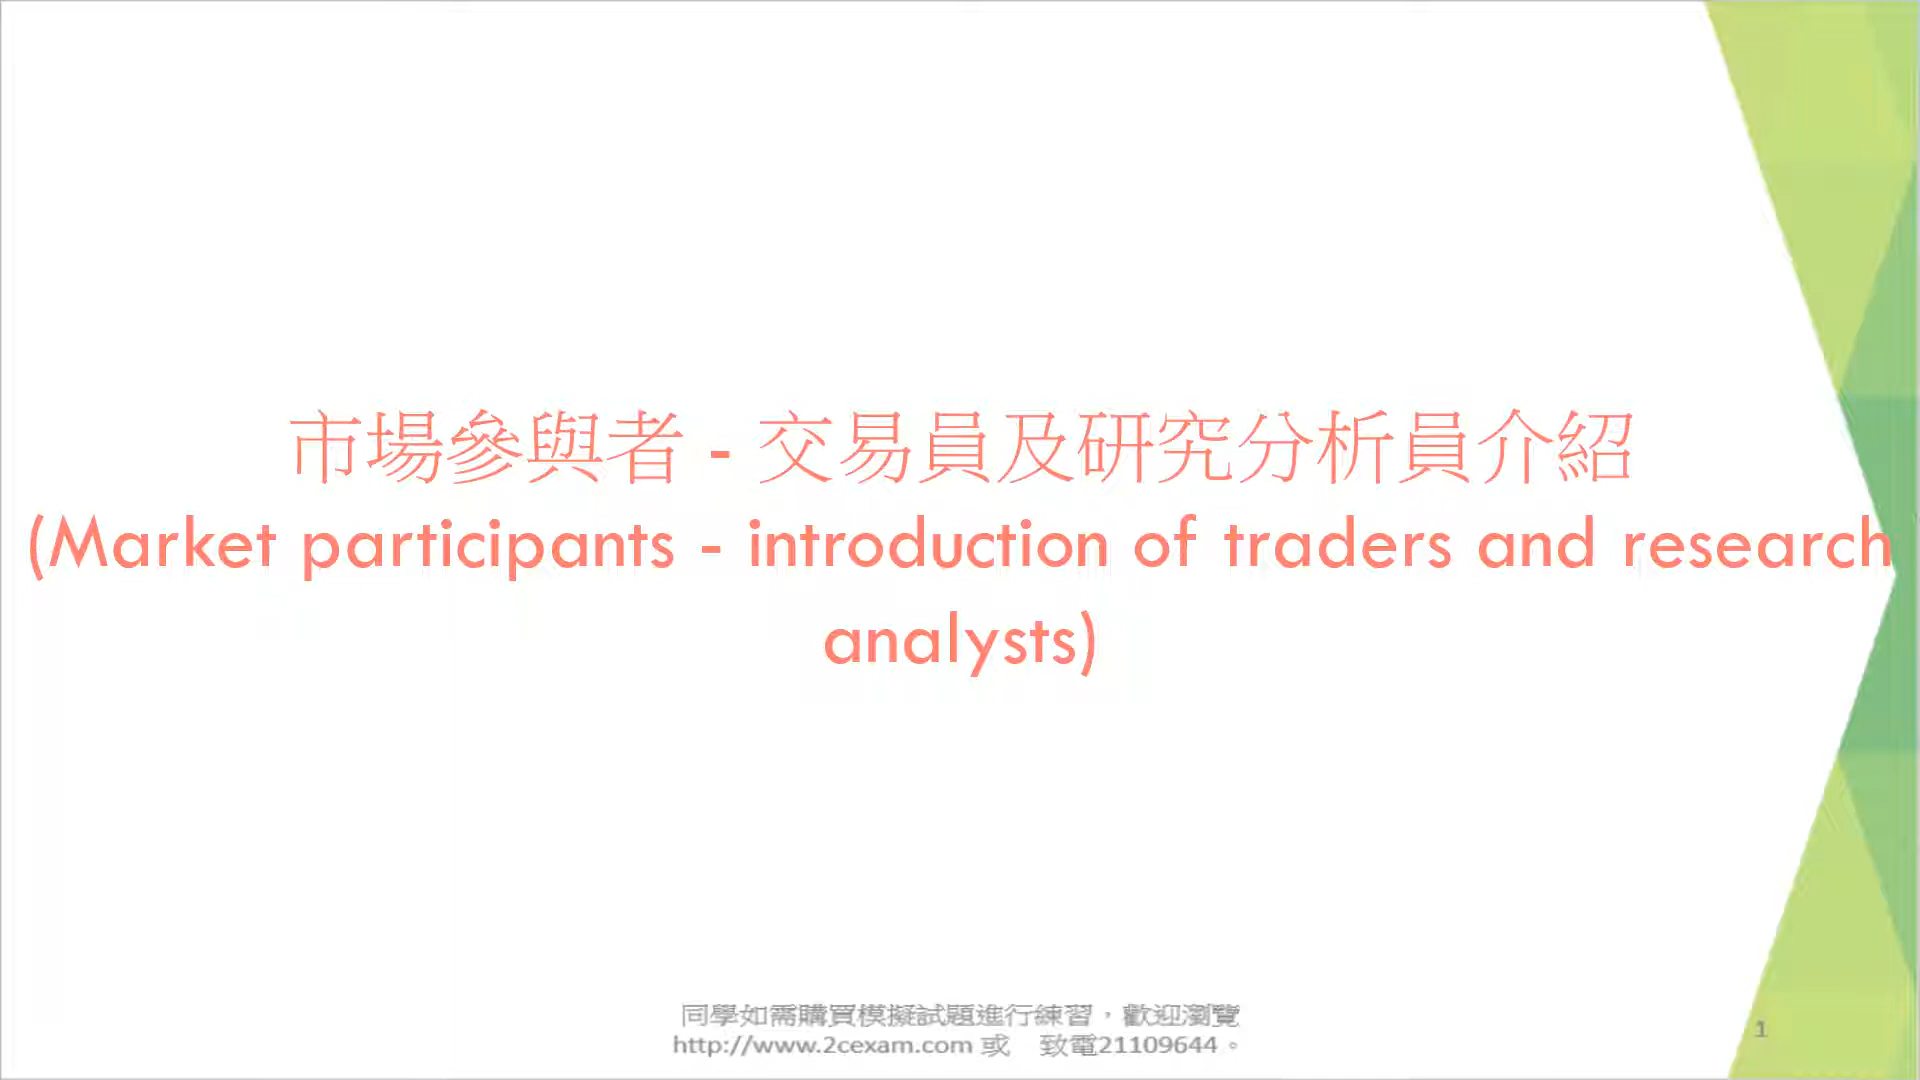 市場參與者 - 交易員及研究分析員介紹
(Market participants - introduction of traders and research
analysts)
同學如需購買模擬試題進行練習，歡迎瀏覽
http://www.2cexam.com 或 致電21109644。
1